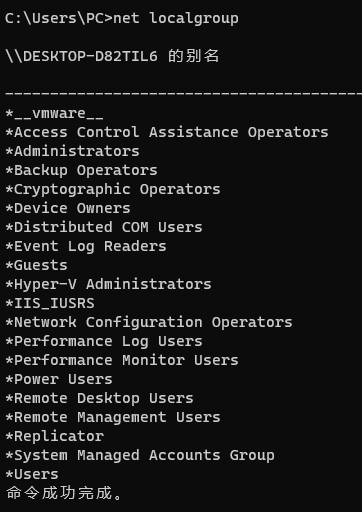 C:\Users\PC>net localgroup
\\DESKTOP-D82TIL6 的别名
-------------------------------------------
*__vmware__
*Access Control Assistance Operators
*Administrators
*Backup Operators
*Cryptographic Operators
*Device Owners
*Distributed COM Users
*Event Log Readers
*Guests
*Hyper-V Administrators
*IIS_IUSRS
*Network Configuration Operators
*Performance Log Users
*Performance Monitor Users
*Power Users
*Remote Desktop Users
*Remote Management Users
*Replicator
*System Managed Accounts Group
*Users
命令成功完成。